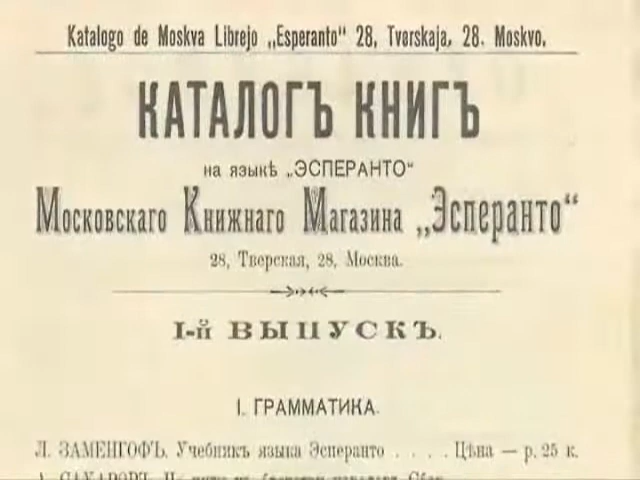 Katalogo de Moskva Librejo „Esperanto“ 28, Tverskaja, 28. Moskvo.
КАТАЛОГЪ КНИГЪ
на языкѣ „ЭСПЕРАНТО“
Московскаго Книжнаго Магазина „Эсперанто“
28, Тверская, 28. Москва.
I-й ВЫПУСКЪ.
I. ГРАММАТИКА.
Л. ЗАМЕНГОФЪ. Учебникъ языка Эсперанто . . . . Цѣна — р. 25 к.